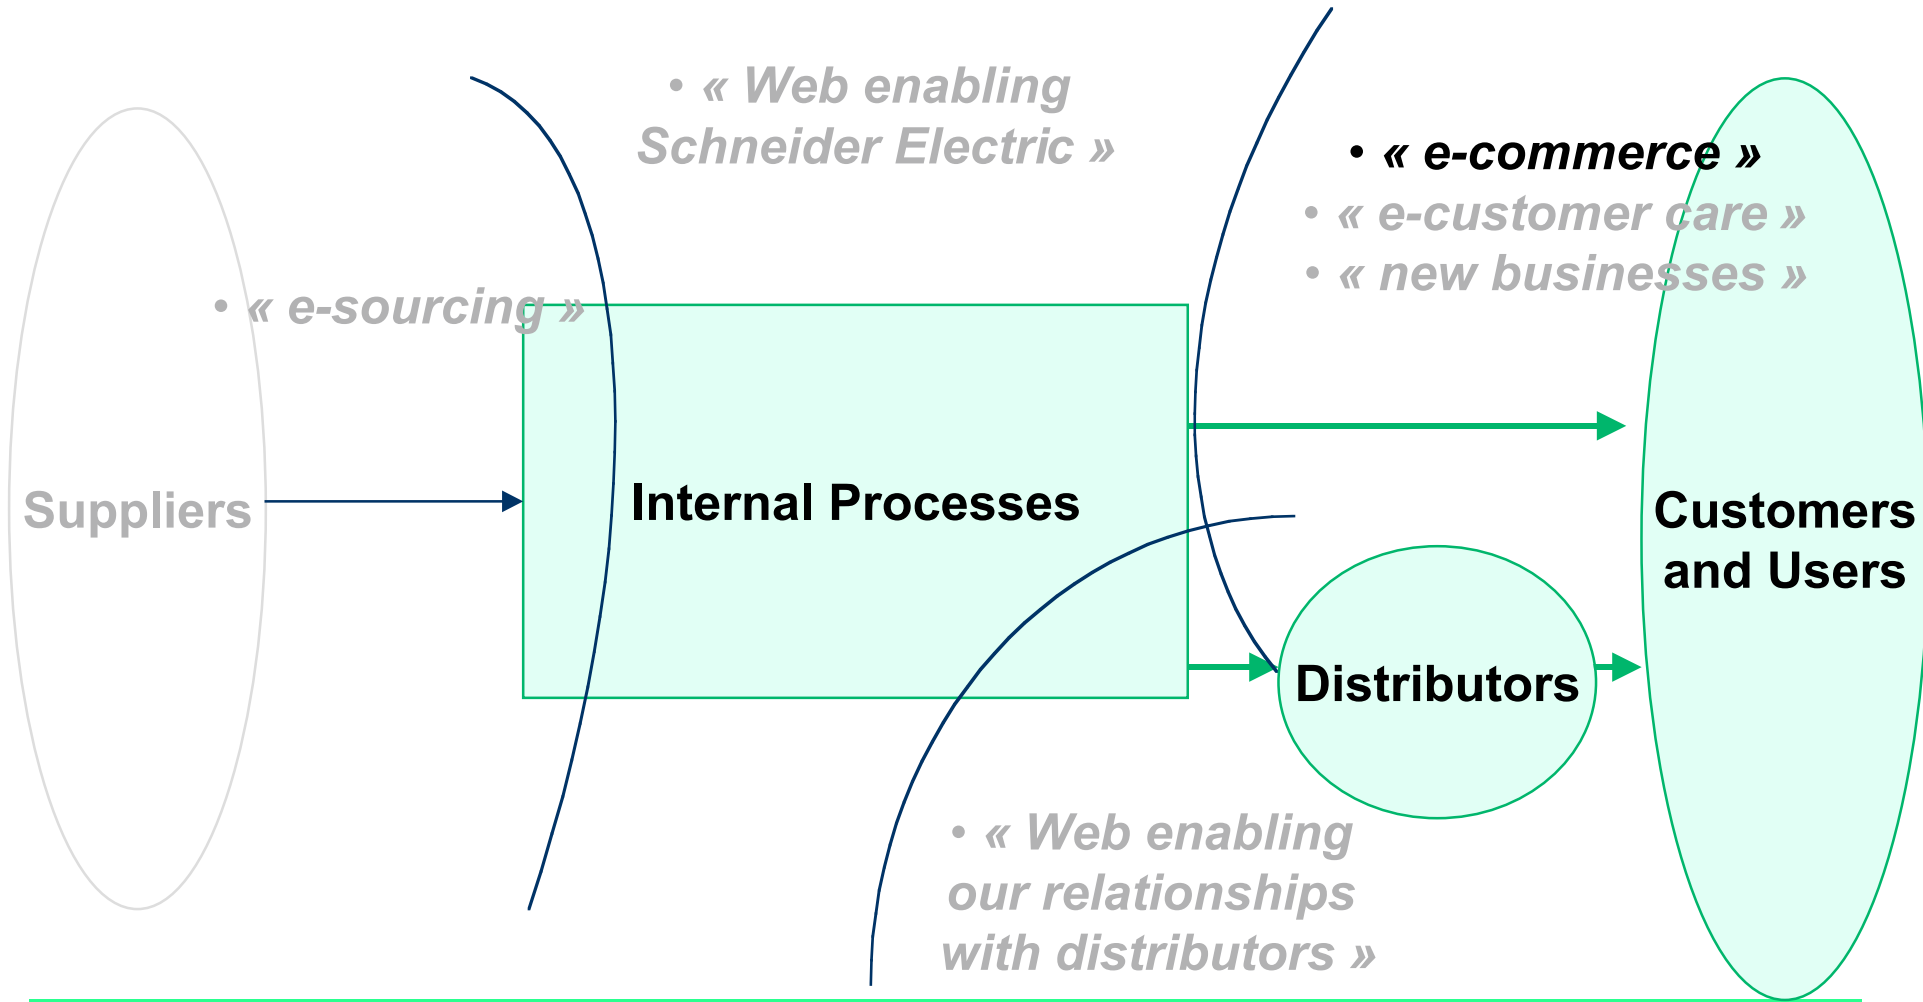 • « Web enabling
Schneider Electric »
• « e-commerce »
• « e-customer care »
• « new businesses »
• « e-sourcing »
Suppliers
Internal Processes
Customers
and Users
Distributors
• « Web enabling
our relationships
with distributors »